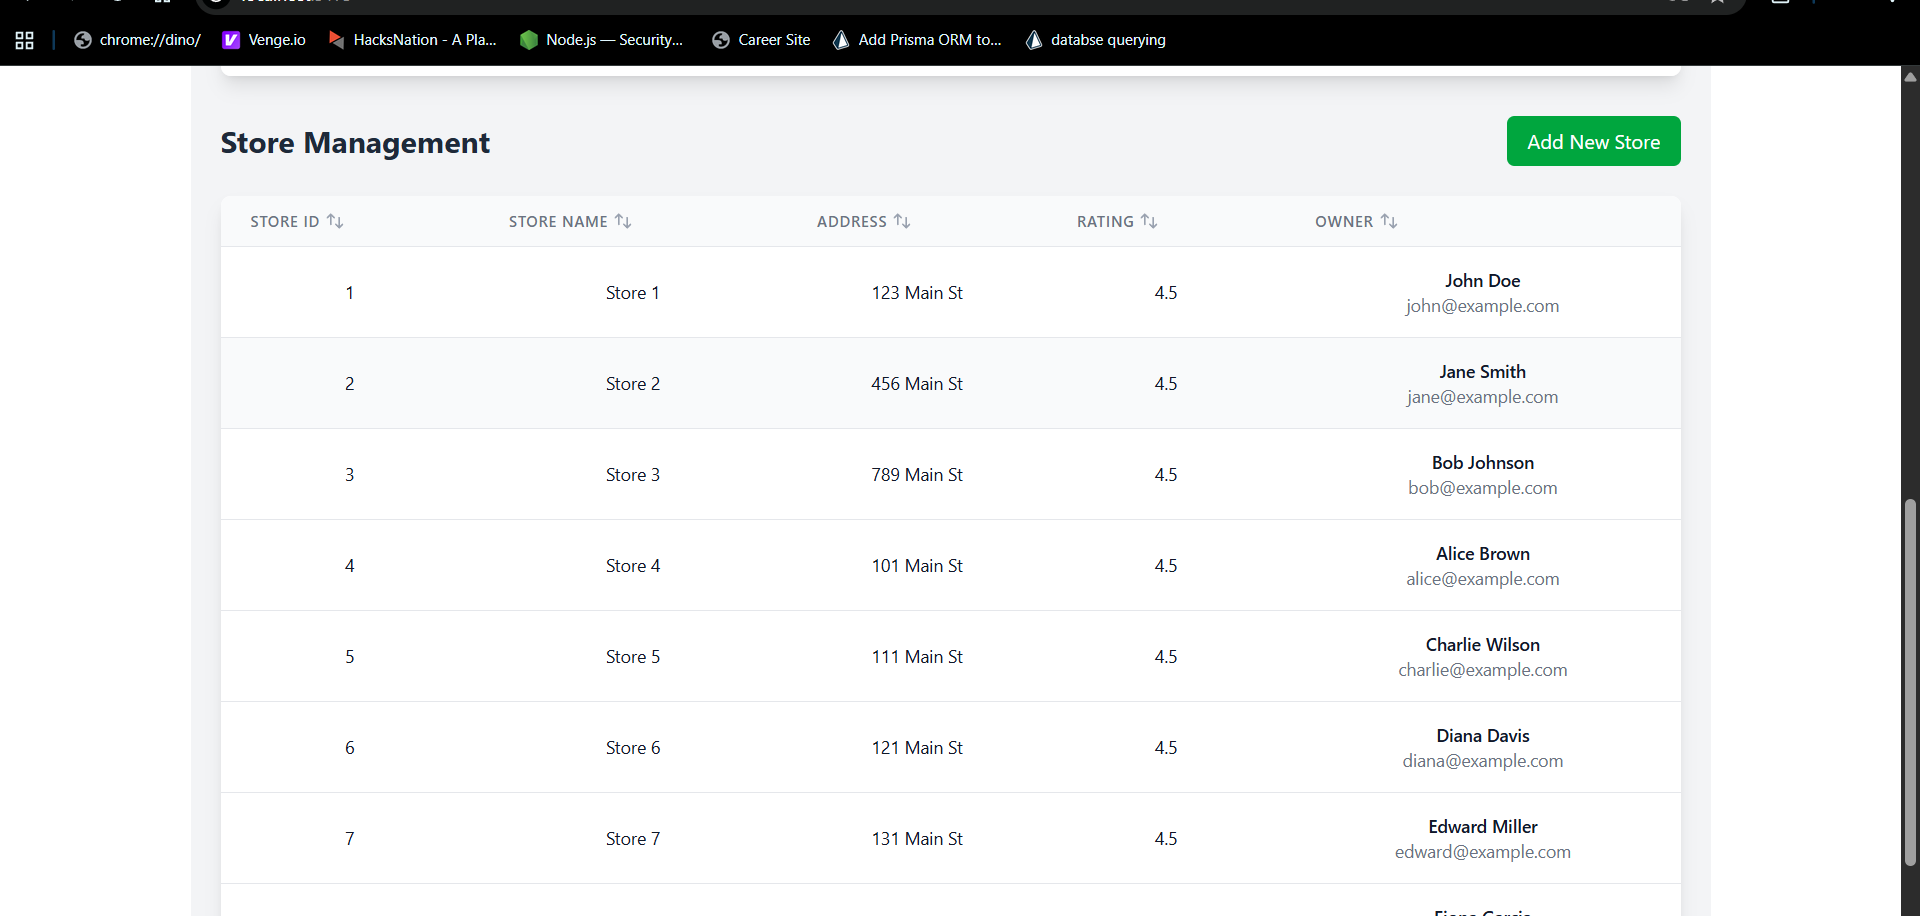 chrome://dino/ Venge.io HacksNation - A Pla... Node.js — Security... Career Site Add Prisma ORM to... databse querying
Store Management
Add New Store
STORE ID STORE NAME ADDRESS RATING OWNER
1 Store 1 123 Main St 4.5 John Doe
john@example.com
2 Store 2 456 Main St 4.5 Jane Smith
jane@example.com
3 Store 3 789 Main St 4.5 Bob Johnson
bob@example.com
4 Store 4 101 Main St 4.5 Alice Brown
alice@example.com
5 Store 5 111 Main St 4.5 Charlie Wilson
charlie@example.com
6 Store 6 121 Main St 4.5 Diana Davis
diana@example.com
7 Store 7 131 Main St 4.5 Edward Miller
edward@example.com